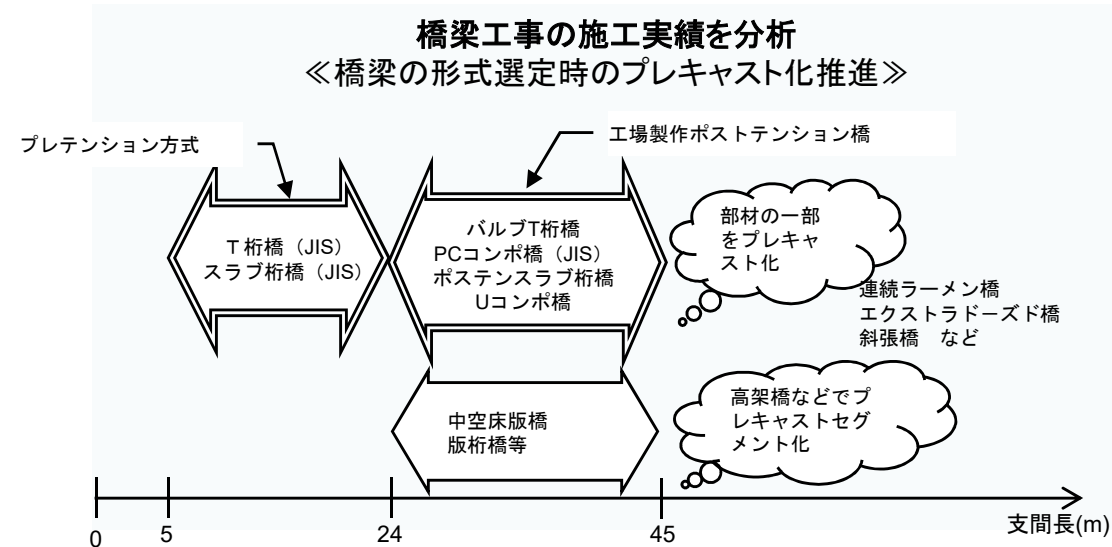 橋梁工事の施工実績を分析
≪橋梁の形式選定時のプレキャスト化推進≫
プレテンション方式
工場製作ポストテンション橋
T桁橋（JIS）
スラブ桁橋（JIS）
バルブT桁橋
PCコンポ橋（JIS）
ポステンスラブ桁橋
Uコンポ橋
部材の一部
をプレキャ
スト化
連続ラーメン橋
エクストラドーズド橋
斜張橋　など
中空床版橋
版桁橋等
高架橋などでプ
レキャストセグ
メント化
0
5
24
45
支間長(m)